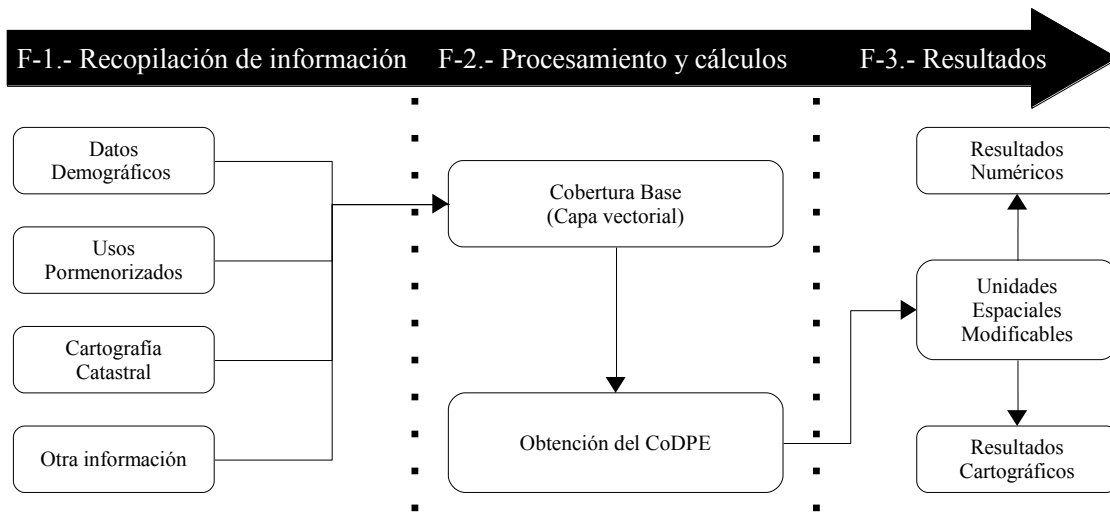 F-1.- Recopilación de información
F-2.- Procesamiento y cálculos
F-3.- Resultados
Datos
Demográficos
Usos
Pormenorizados
Cartografía
Catastral
Otra información
Cobertura Base
(Capa vectorial)
Obtención del CoDPE
Resultados
Numéricos
Unidades
Espaciales
Modificables
Resultados
Cartográficos